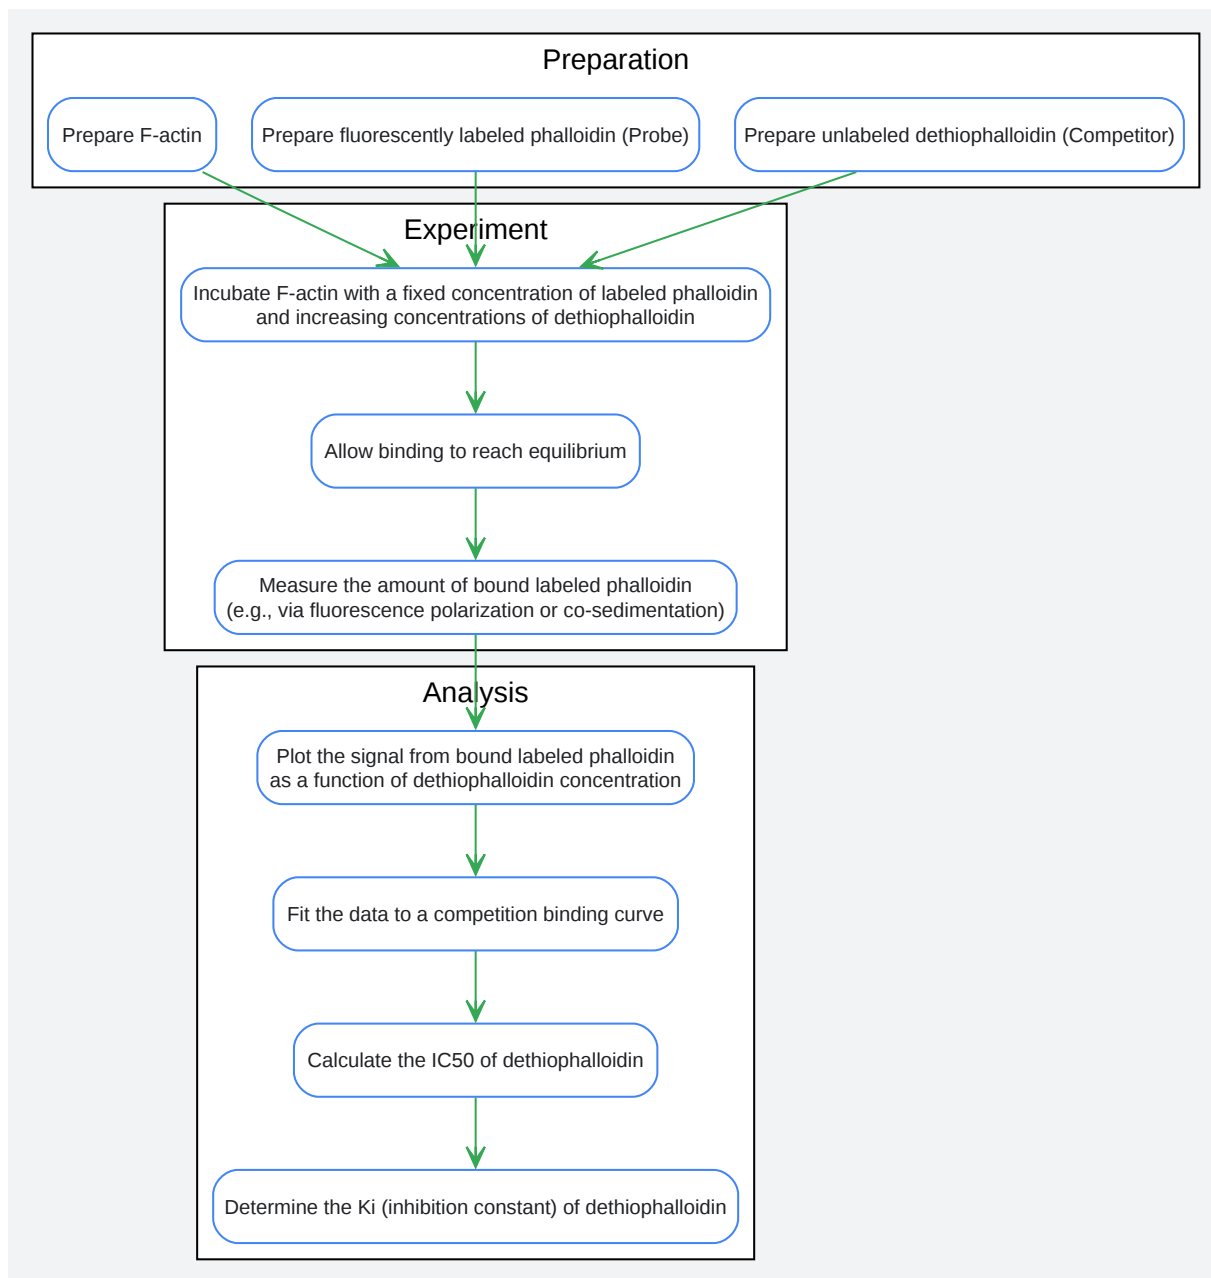 Preparation
Prepare F-actin
Prepare fluorescently labeled phalloidin (Probe)
Prepare unlabeled dethiophalloidin (Competitor)
Experiment
Incubate F-actin with a fixed concentration of labeled phalloidin
and increasing concentrations of dethiophalloidin
Allow binding to reach equilibrium
Measure the amount of bound labeled phalloidin
(e.g., via fluorescence polarization or co-sedimentation)
Analysis
Plot the signal from bound labeled phalloidin
as a function of dethiophalloidin concentration
Fit the data to a competition binding curve
Calculate the IC50 of dethiophalloidin
Determine the Ki (inhibition constant) of dethiophalloidin